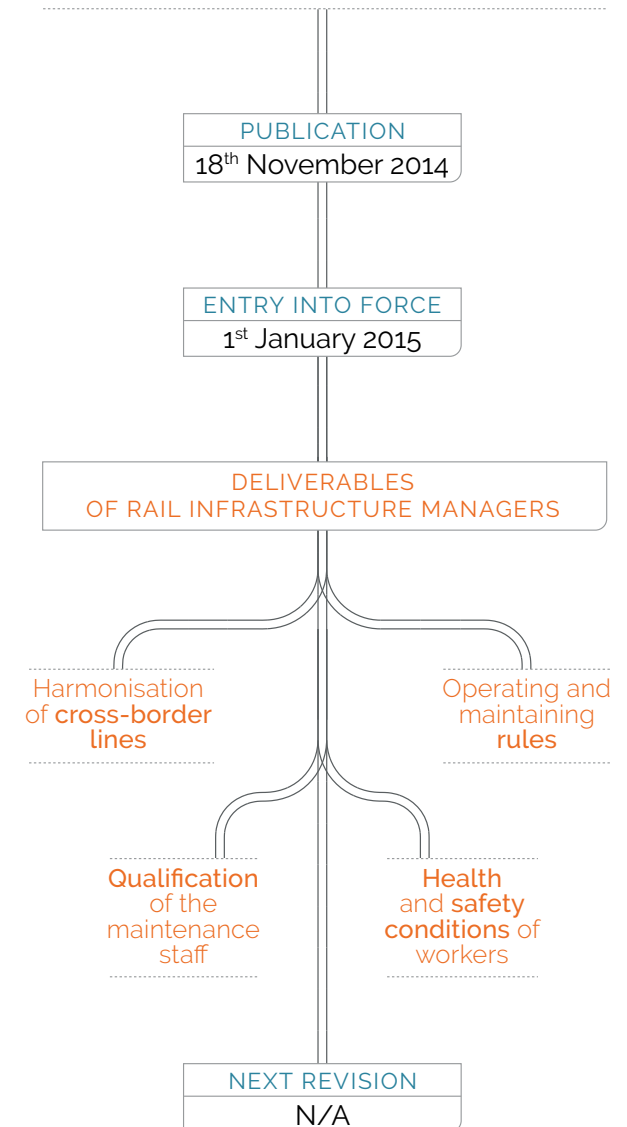 PUBLICATION
18th November 2014
ENTRY INTO FORCE
1st January 2015
DELIVERABLES
OF RAIL INFRASTRUCTURE MANAGERS
Harmonisation
of cross-border
lines
Operating and
maintaining
rules
Qualification
of the
maintenance
staff
Health
and safety
conditions of
workers
NEXT REVISION
N/A